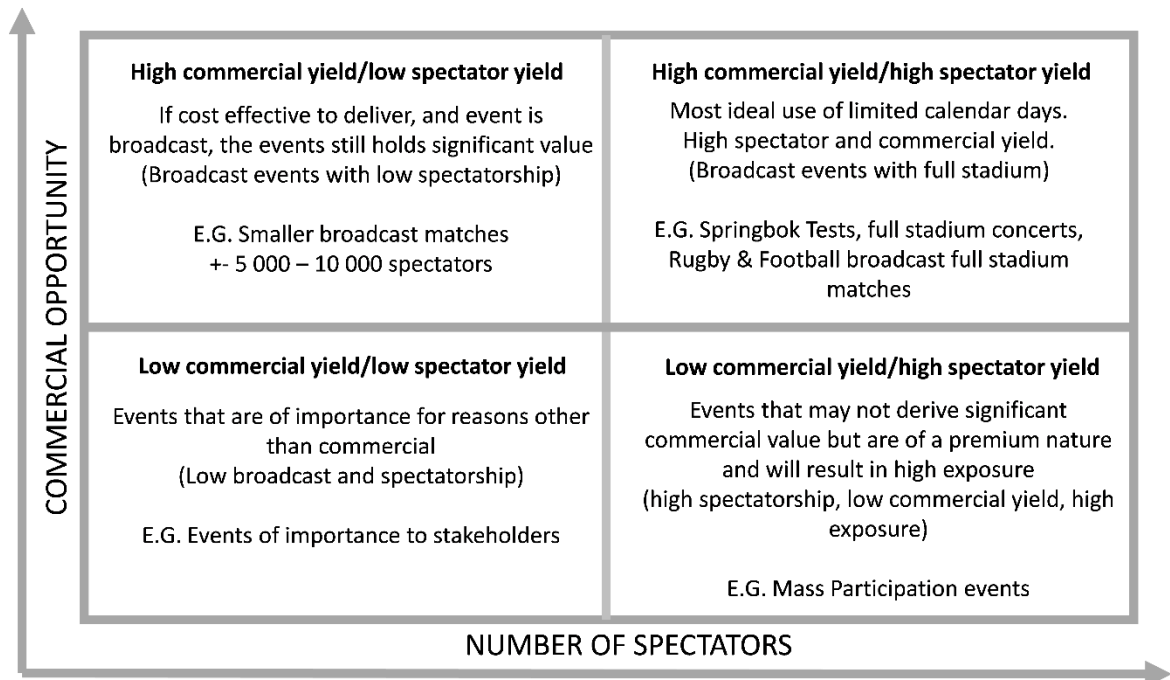 COMMERCIAL OPPORTUNITY
High commercial yield/low spectator yield
If cost effective to deliver, and event is
broadcast, the events still holds significant value
(Broadcast events with low spectatorship)
E.G. Smaller broadcast matches
+- 5 000 – 10 000 spectators
High commercial yield/high spectator yield
Most ideal use of limited calendar days.
High spectator and commercial yield.
(Broadcast events with full stadium)
E.G. Springbok Tests, full stadium concerts,
Rugby & Football broadcast full stadium
matches
Low commercial yield/low spectator yield
Events that are of importance for reasons other
than commercial
(Low broadcast and spectatorship)
E.G. Events of importance to stakeholders
Low commercial yield/high spectator yield
Events that may not derive significant
commercial value but are of a premium nature
and will result in high exposure
(high spectatorship, low commercial yield, high
exposure)
E.G. Mass Participation events
NUMBER OF SPECTATORS